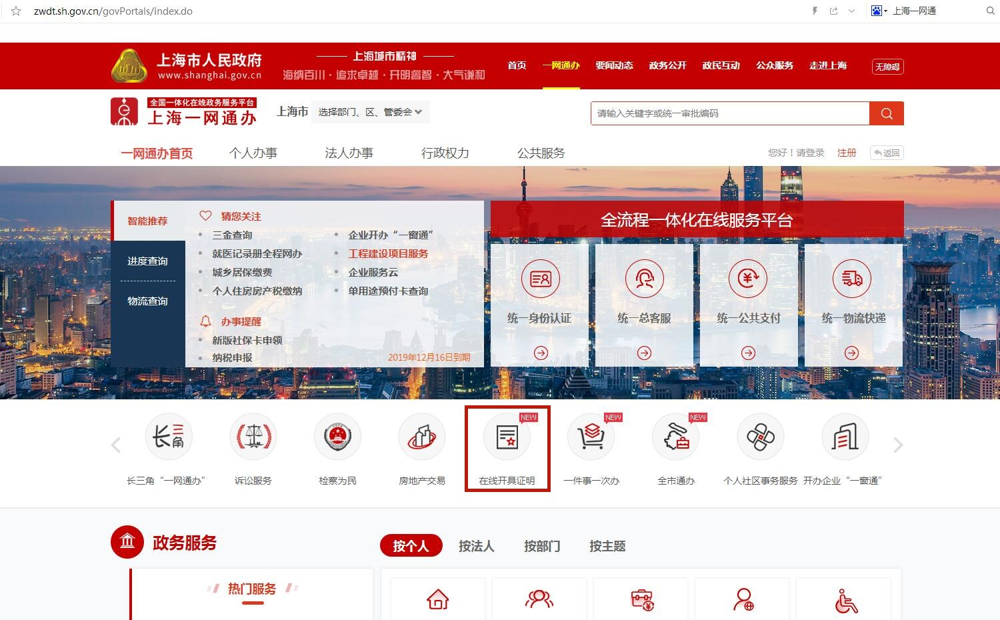 zwdt.sh.gov.cn/govPortals/index.do
上海一网通
上海市人民政府
www.shanghai.gov.cn
上海城市精神
海纳百川·追求卓越·开明睿智·大气谦和
首页 一网通办 要闻动态 政务公开 政民互动 公众服务 走进上海 无障碍
全国一体化在线政务服务平台
上海一网通办
上海市 选择部门、区、管委会
请输入关键字或统一审批编码
一网通办首页 个人办事 法人办事 行政权力 公共服务
您好！请登录 注册 返回
智能推荐
进度查询
物流查询
猜您关注
三金查询 企业开办“一窗通”
就医记录册全程网办 工程建设项目服务
城乡居保缴费 企业服务云
个人住房房产税缴纳 单用途预付卡查询
办事提醒
新版社保卡申领
纳税申报 2019年12月16日到期
全流程一体化在线服务平台
统一身份认证 统一总客服 统一公共支付 统一物流快递
长三角
NEW NEW NEW
长三角“一网通办” 诉讼服务 检察为民 房地产交易 在线开具证明 一件事一次办 全市通办 个人社区事务服务 开办企业“一窗通”
政务服务
按个人 按法人 按部门 按主题
热门服务